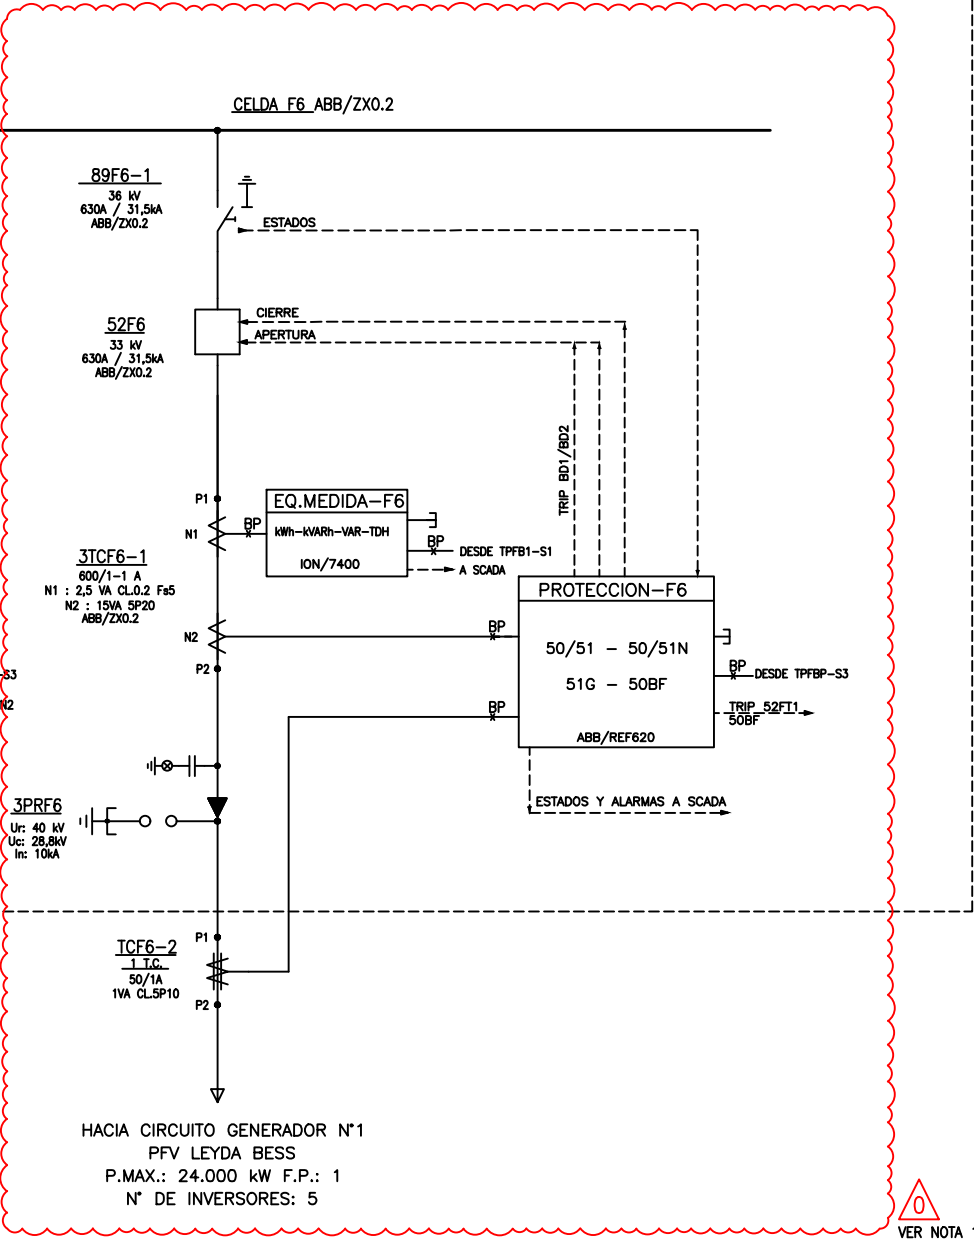 CELDA F6 ABB/ZX0.2
89F6-1
36 kV
630A / 31,5kA
ABB/ZX0.2
ESTADOS
52F6
33 kV
630A / 31,5kA
ABB/ZX0.2
CIERRE
APERTURA
TRIP BD1/BD2
P1
N1
BP
EQ.MEDIDA-F6
kWh-kVARh-VAR-TDH
ION/7400
BP
DESDE TPFB1-S1
A SCADA
3TCF6-1
600/1-1 A
N1 : 2,5 VA CL.0.2 Fs5
N2 : 15VA 5P20
ABB/ZX0.2
N2
P2
BP
PROTECCION-F6
50/51 - 50/51N
51G - 50BF
ABB/REF620
BP
DESDE TPFBP-S3
BP
TRIP 52FT1
50BF
-S3
N2
ESTADOS Y ALARMAS A SCADA
3PRF6
Ur: 40 kV
Uc: 28,8kV
In: 10kA
TCF6-2
1 T.C.
50/1A
1VA CL.5P10
P1
P2
HACIA CIRCUITO GENERADOR N°1
PFV LEYDA BESS
P.MAX.: 24.000 kW F.P.: 1
N° DE INVERSORES: 5
0
VER NOTA